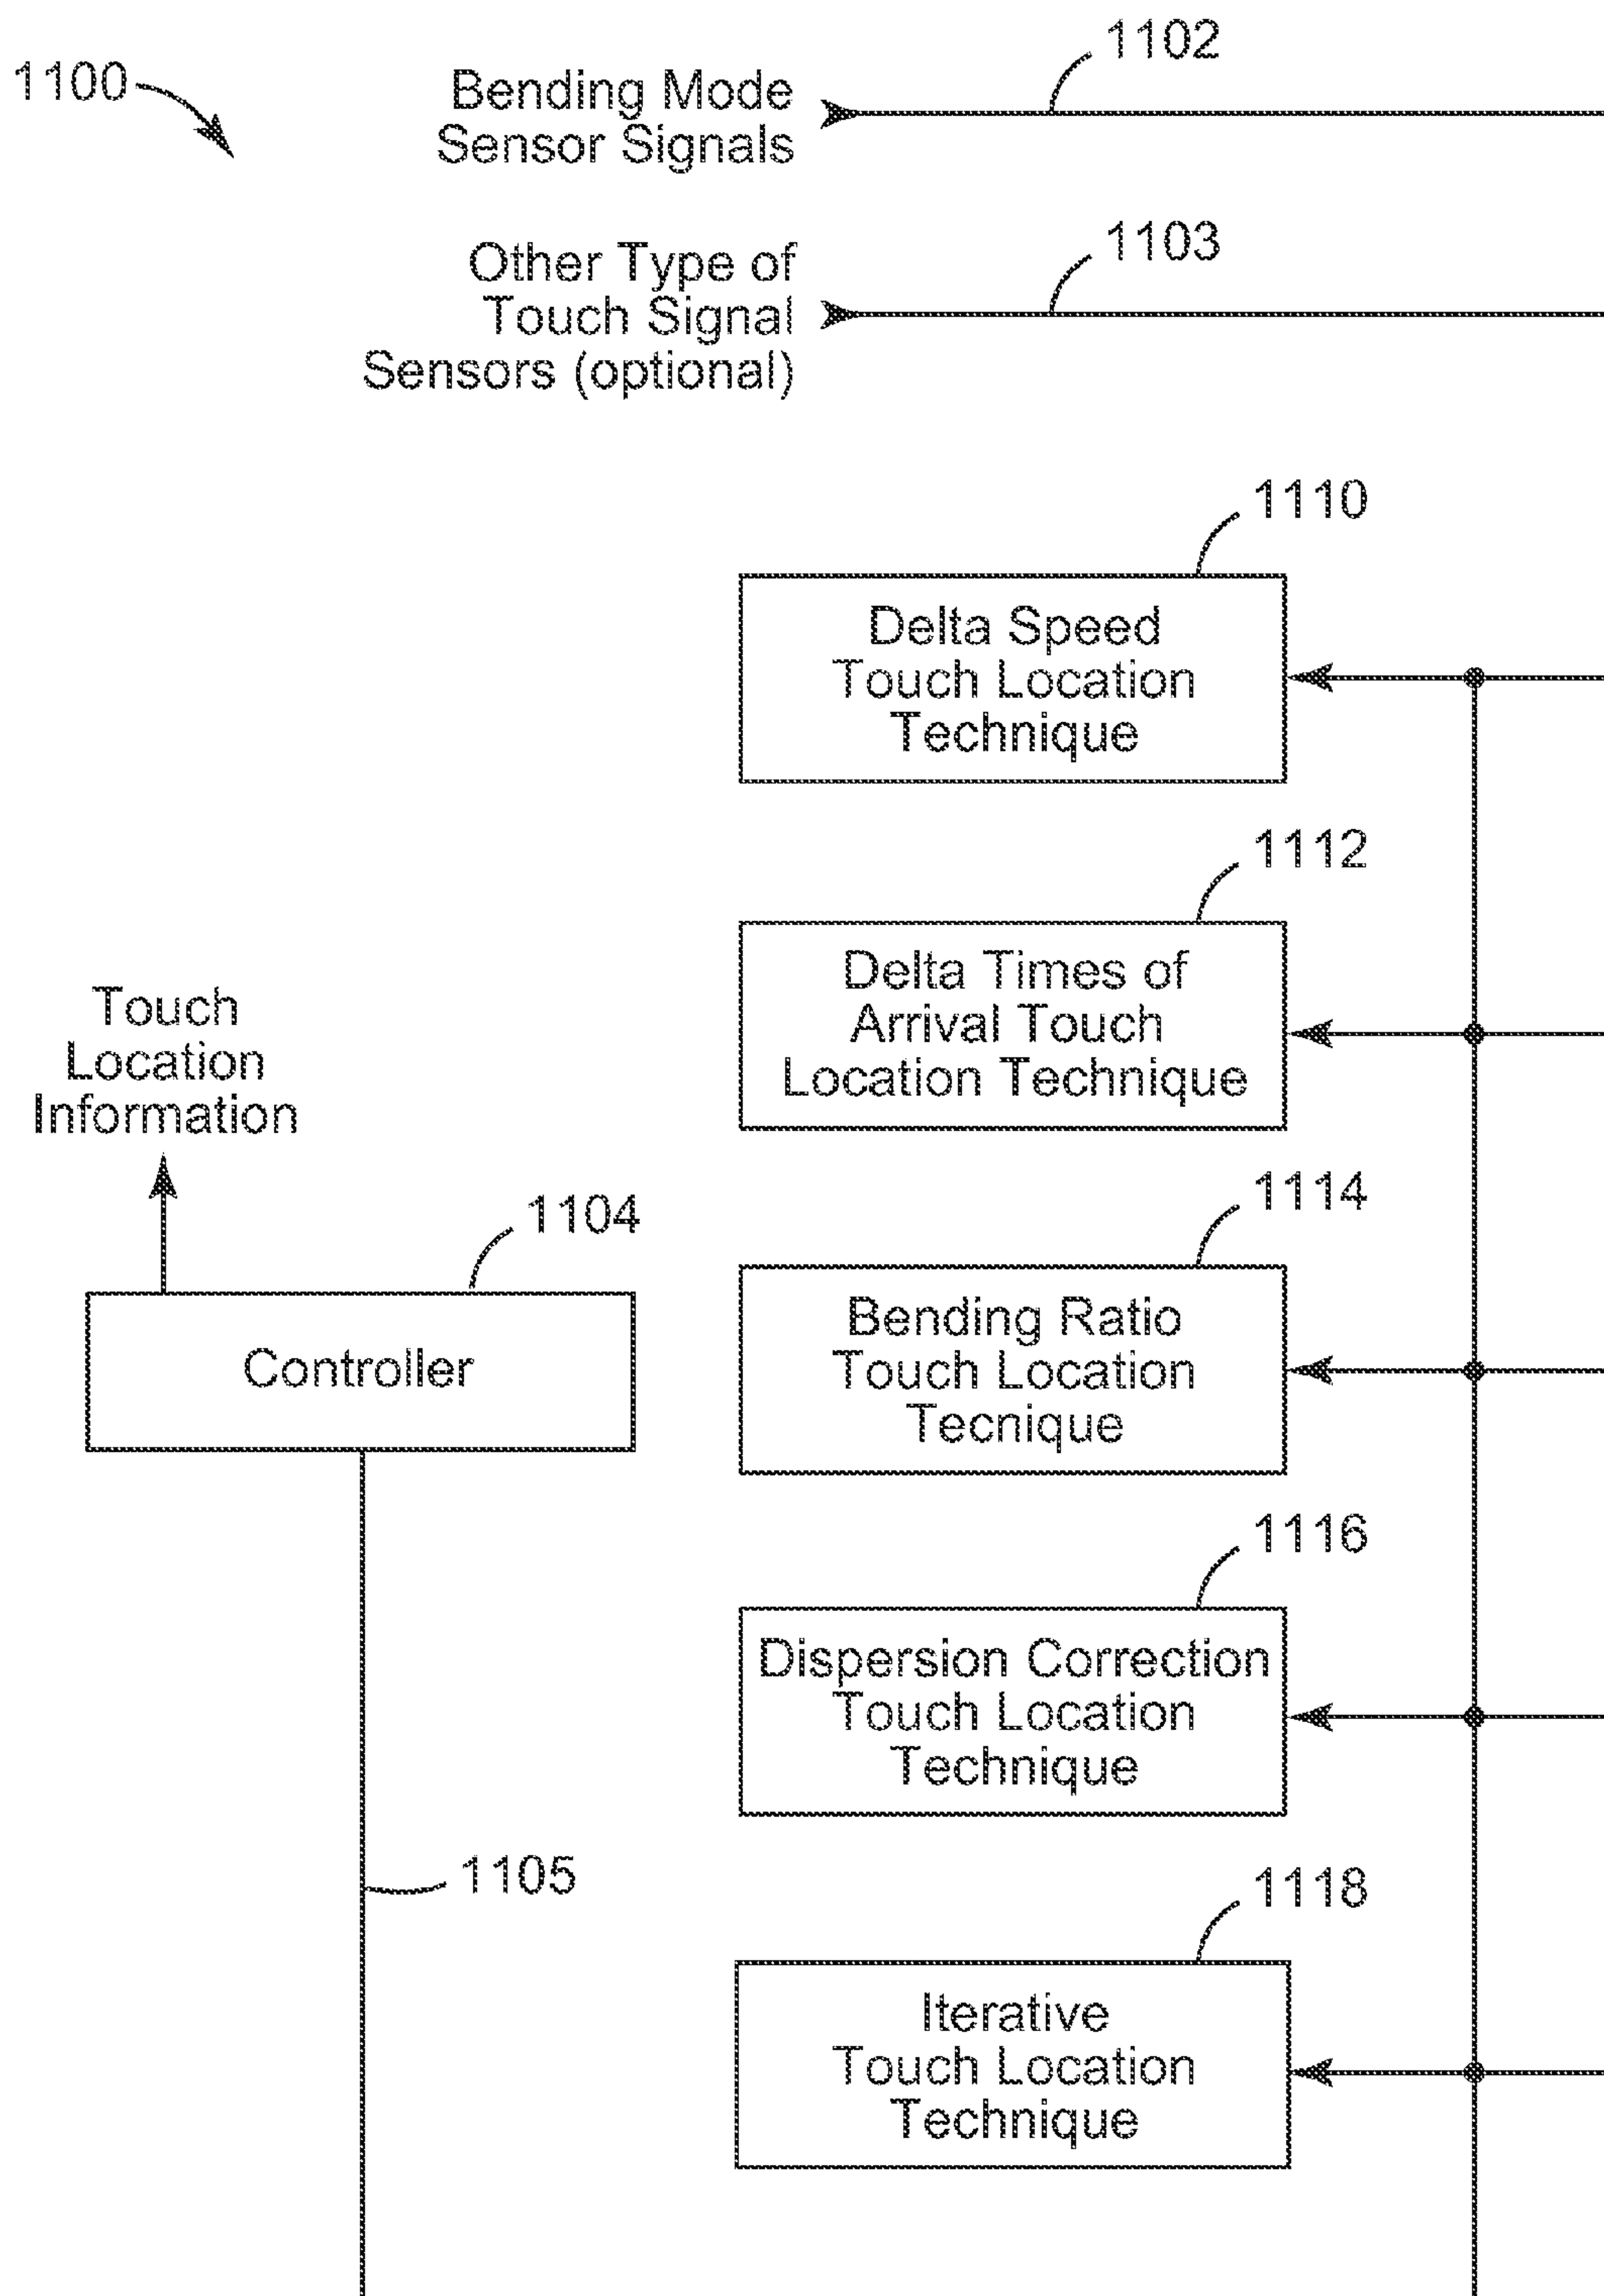 1100
1102
Bending Mode
Sensor Signals
1103
Other Type of
Touch Signal
Sensors (optional)
1110
Delta Speed
Touch Location
Technique
1112
Delta Times of
Arrival Touch
Location Technique
Touch
Location
Information
1104
Controller
1114
Bending Ratio
Touch Location
Tecnique
1116
Dispersion Correction
Touch Location
Technique
1105
1118
Iterative
Touch Location
Technique